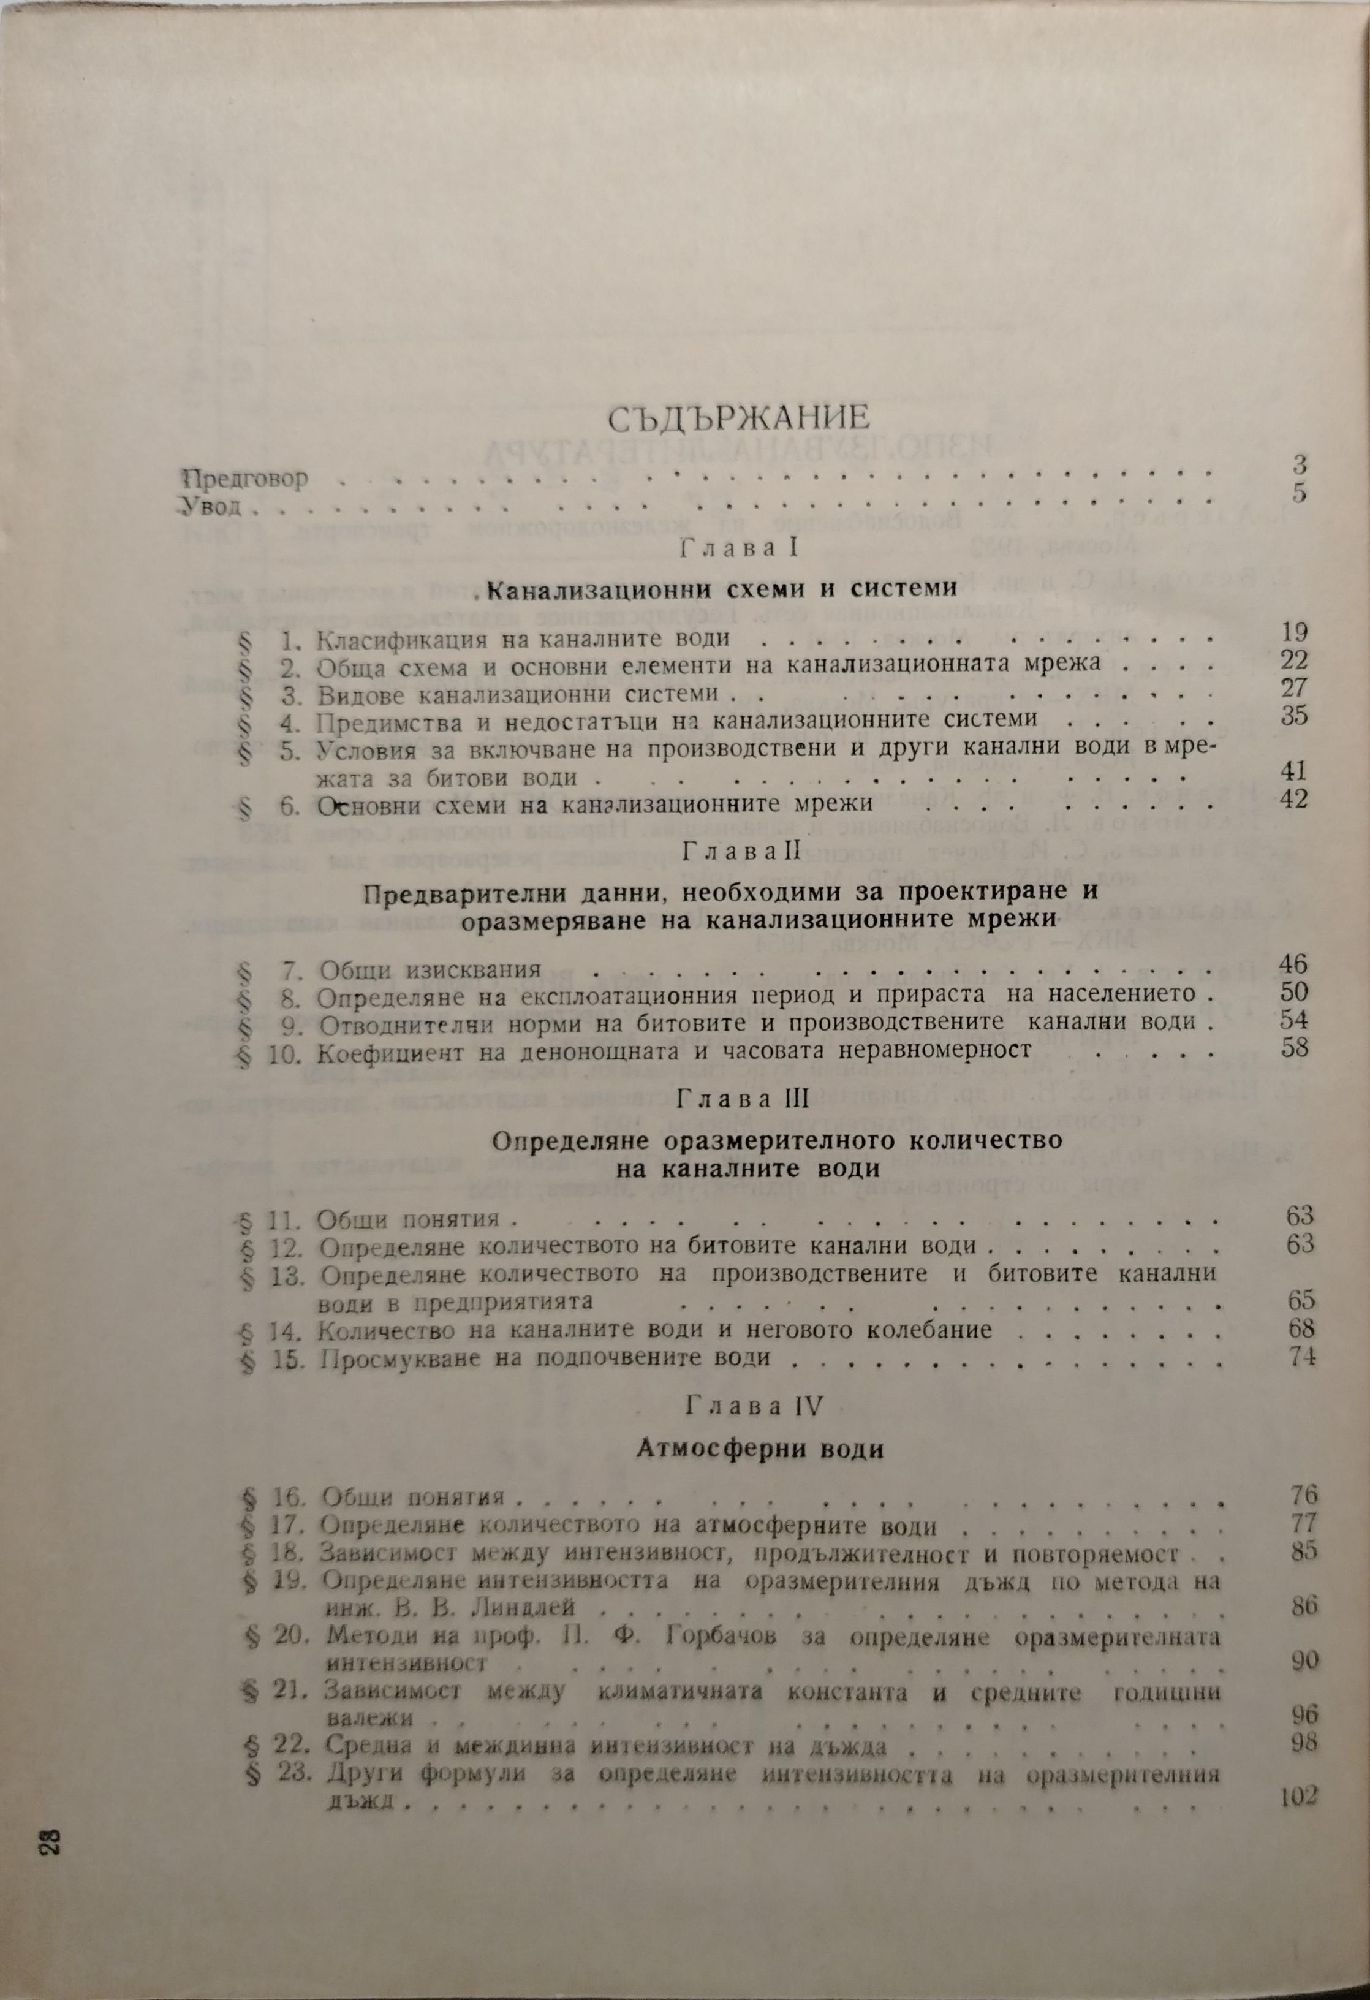 СЪДЪРЖАНИЕ
Предговор . . . . . . . . . . . . . . . . . . . . 3
Увод . . . . . . . . . . . . . . . . . . . . 5
Глава I
Канализационни схеми и системи
§ 1. Класификация на каналните води . . . . . . . . . . 19
§ 2. Обща схема и основни елементи на канализационната мрежа . . . . 22
§ 3. Видове канализационни системи . . . . . . . . . . 27
§ 4. Предимства и недостатъци на канализационните системи . . . . . 35
§ 5. Условия за включване на производствени и други канални води в мре-
жата за битови води . . . . . . . . . . 41
§ 6. Основни схеми на канализационните мрежи . . . . . . . . . . 42
Глава II
Предварителни данни, необходими за проектиране и
оразмеряване на канализационните мрежи
§ 7. Общи изисквания . . . . . . . . . . 46
§ 8. Определяне на експлоатационния период и прираста на населението . 50
§ 9. Отводнителни норми на битовите и производствените канални води . 54
§ 10. Коефициент на денонощната и часовата неравномерност . . . . . 58
Глава III
Определяне оразмерителното количество
на каналните води
§ 11. Общи понятия . . . . . . . . . . 63
§ 12. Определяне количеството на битовите канални води . . . . . . . . . 63
§ 13. Определяне количеството на производствените и битовите канални
води в предприятията . . . . . . . . . . 65
§ 14. Количество на каналните води и неговото колебание . . . . . . . . 68
§ 15. Просмукване на подпочвените води . . . . . . . . . . 74
Глава IV
Атмосферни води
§ 16. Общи понятия . . . . . . . . . . 76
§ 17. Определяне количеството на атмосферните води . . . . . . . . . . 77
§ 18. Зависимост между интензивност, продължителност и повторяемост . . 85
§ 19. Определяне интензивността на оразмерителния дъжд по метода на
инж. В. В. Линдлей . . . . . . . . . . 86
§ 20. Методи на проф. П. Ф. Горбачов за определяне оразмерителната
интензивност . . . . . . . . . . 90
§ 21. Зависимост между климатичната константа и средните годишни
валежи . . . . . . . . . . 96
§ 22. Средна и междинна интензивност на дъжда . . . . . . . . . . 98
§ 23. Други формули за определяне интензивността на оразмерителния
дъжд . . . . . . . . . . 102